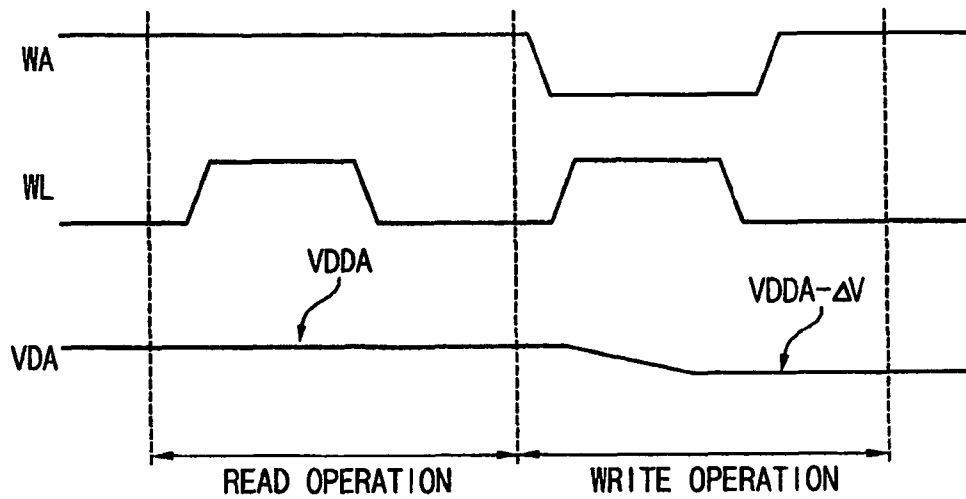 WA
WL
VDDA
VDDA-ΔV
VDA
READ OPERATION
WRITE OPERATION